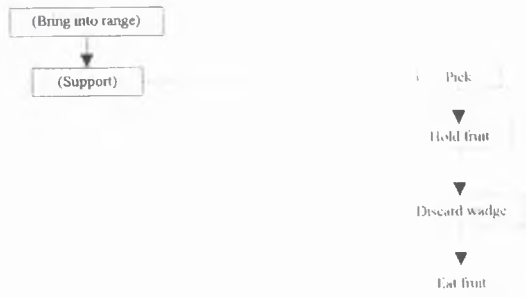 (Bring into range)
(Support)
Pick
Hold fruit
Discard wadge
Eat fruit